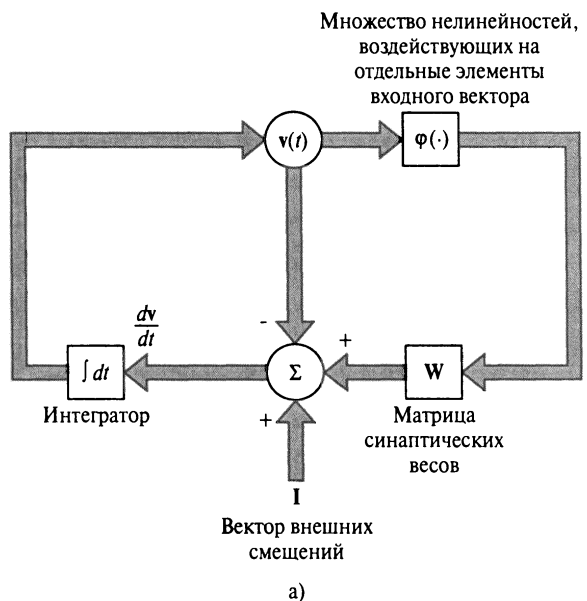 Множество нелинейностей,
воздействующих на
отдельные элементы
входного вектора
v(t)
φ(·)
dv
dt
-
+
∫ dt
Σ
W
Интегратор
+
Матрица
синаптических
весов
I
Вектор внешних
смещений
а)